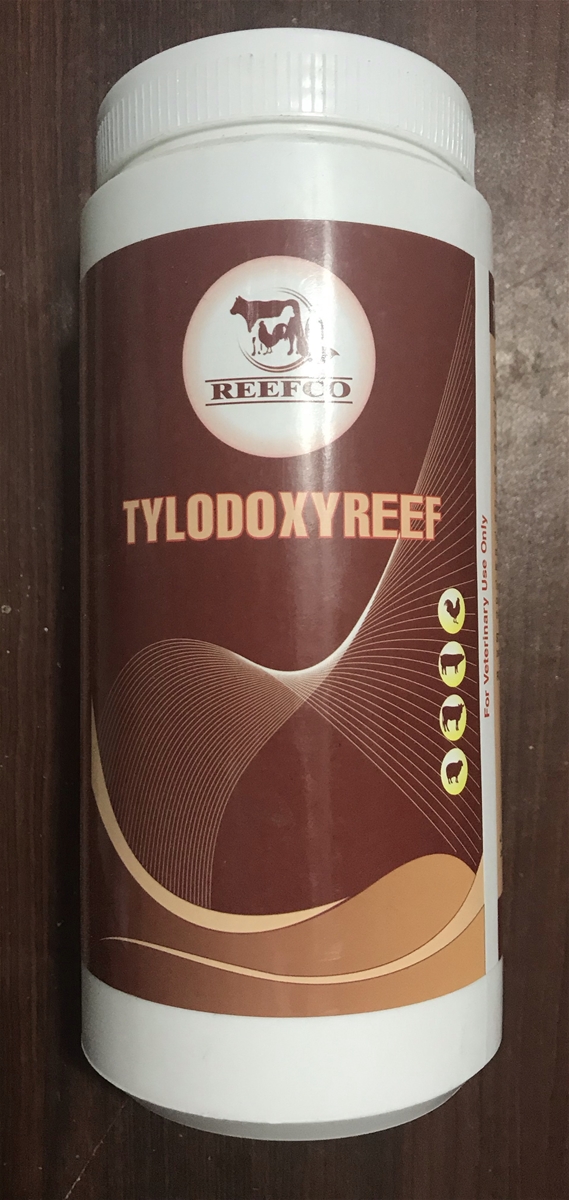 REEFCO
TYLODOXYREEF
For Veterinary Use Only